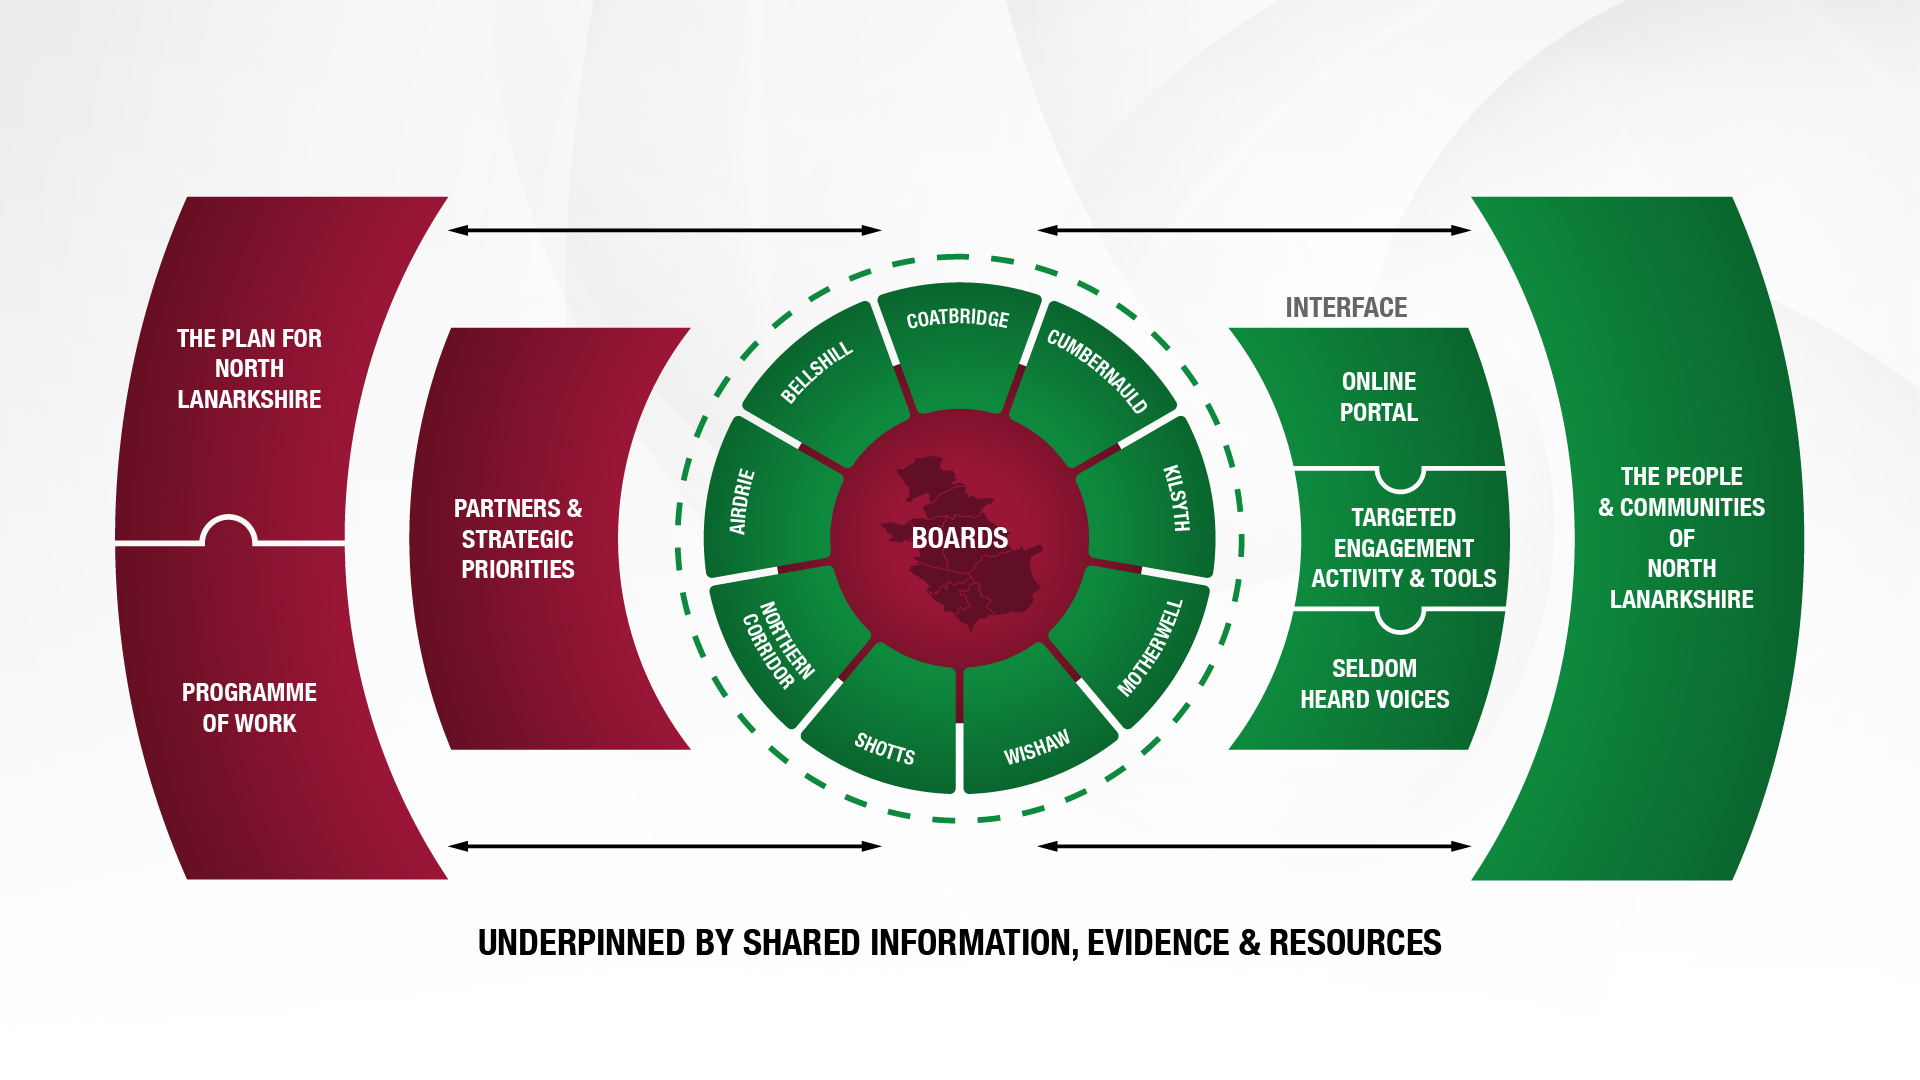 THE PLAN FOR
NORTH
LANARKSHIRE
PROGRAMME
OF WORK
PARTNERS &
STRATEGIC
PRIORITIES
COATBRIDGE
CUMBERNAULD
KILSYTH
MOTHERWELL
WISHAW
SHOTTS
NORTHERN
CORRIDOR
AIRDRIE
BELLSHILL
BOARDS
INTERFACE
ONLINE
PORTAL
TARGETED
ENGAGEMENT
ACTIVITY & TOOLS
SELDOM
HEARD VOICES
THE PEOPLE
& COMMUNITIES
OF
NORTH
LANARKSHIRE
UNDERPINNED BY SHARED INFORMATION, EVIDENCE & RESOURCES